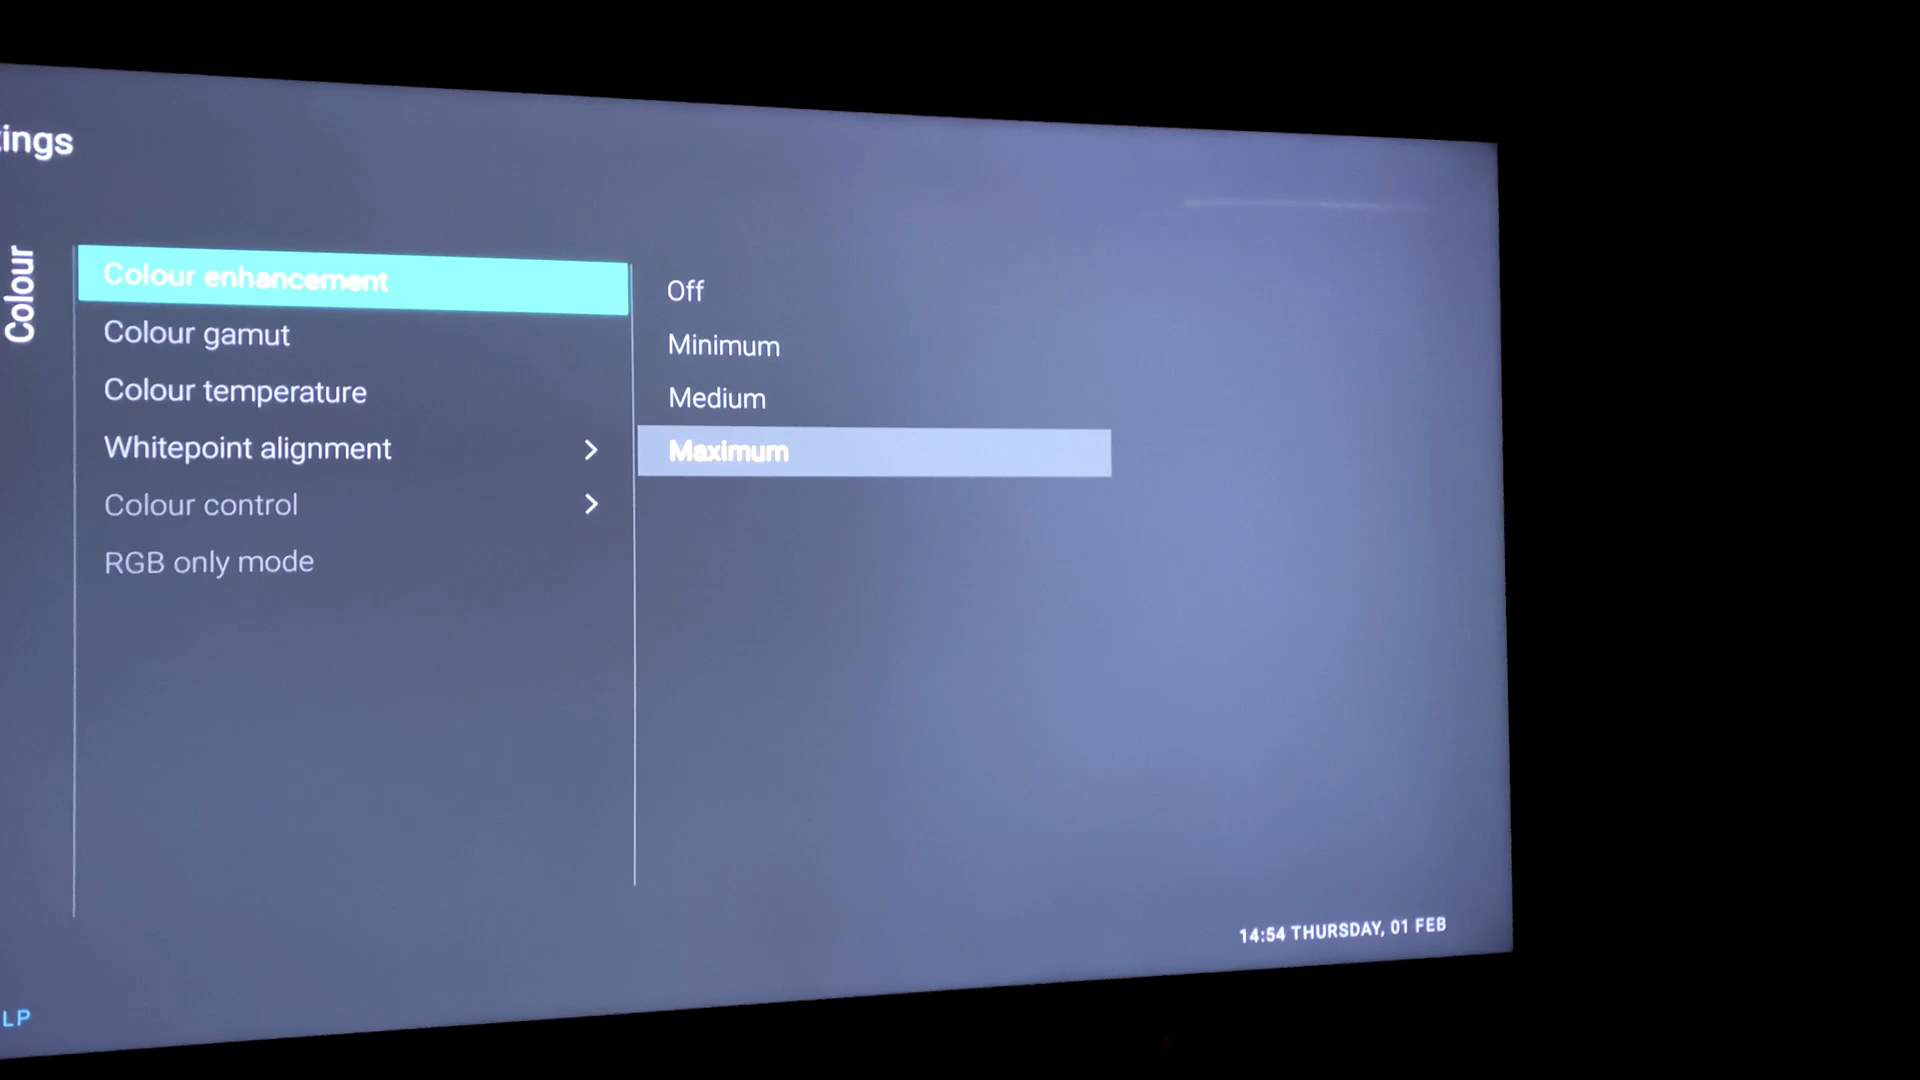 tings
Colour
Colour enhancement
Colour gamut
Colour temperature
Whitepoint alignment
Colour control
RGB only mode
Off
Minimum
Medium
Maximum
14:54 THURSDAY, 01 FEB
LP